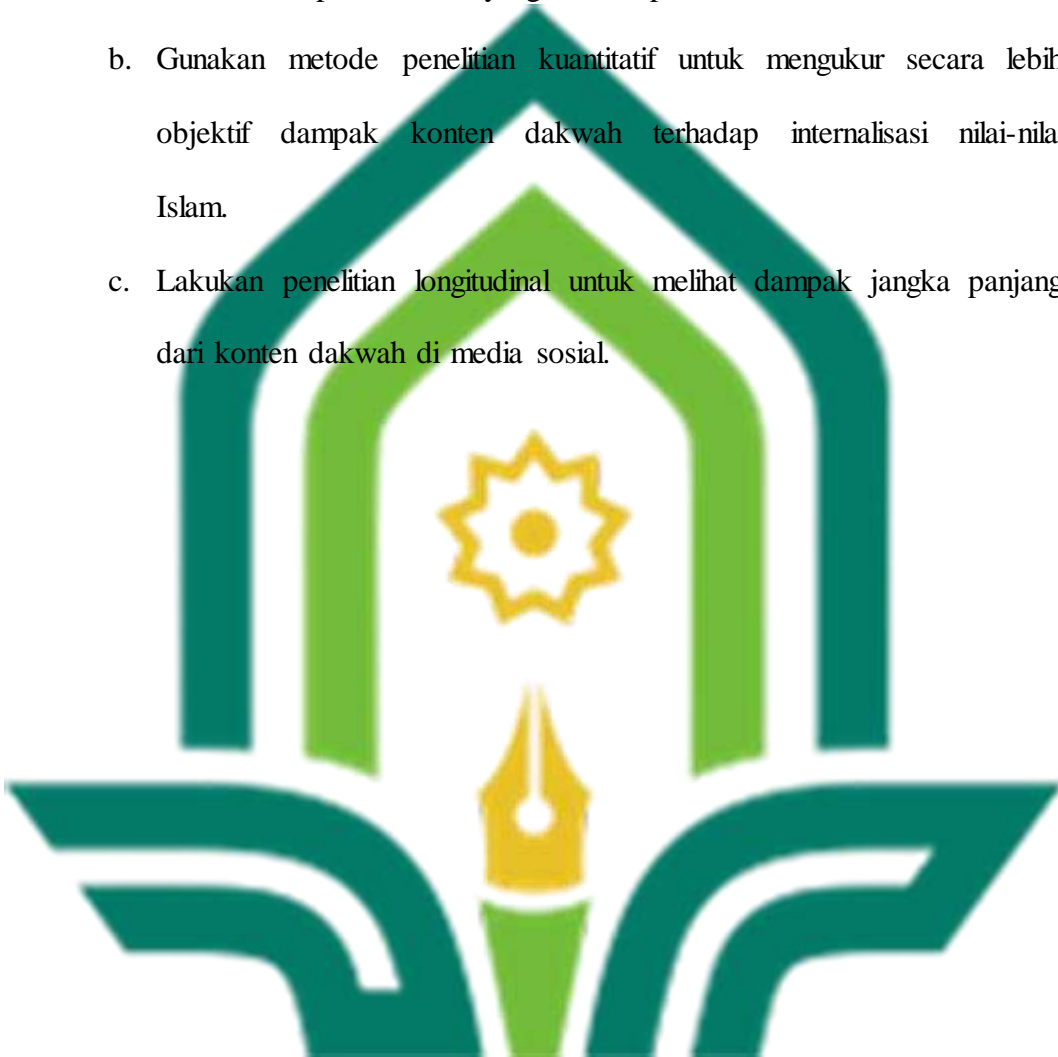 b. Gunakan metode penelitian kuantitatif untuk mengukur secara lebih
objektif dampak konten dakwah terhadap internalisasi nilai-nila
Islam.
c. Lakukan penelitian longitudinal untuk melihat dampak jangka panjang
dari konten dakwah di media sosial.